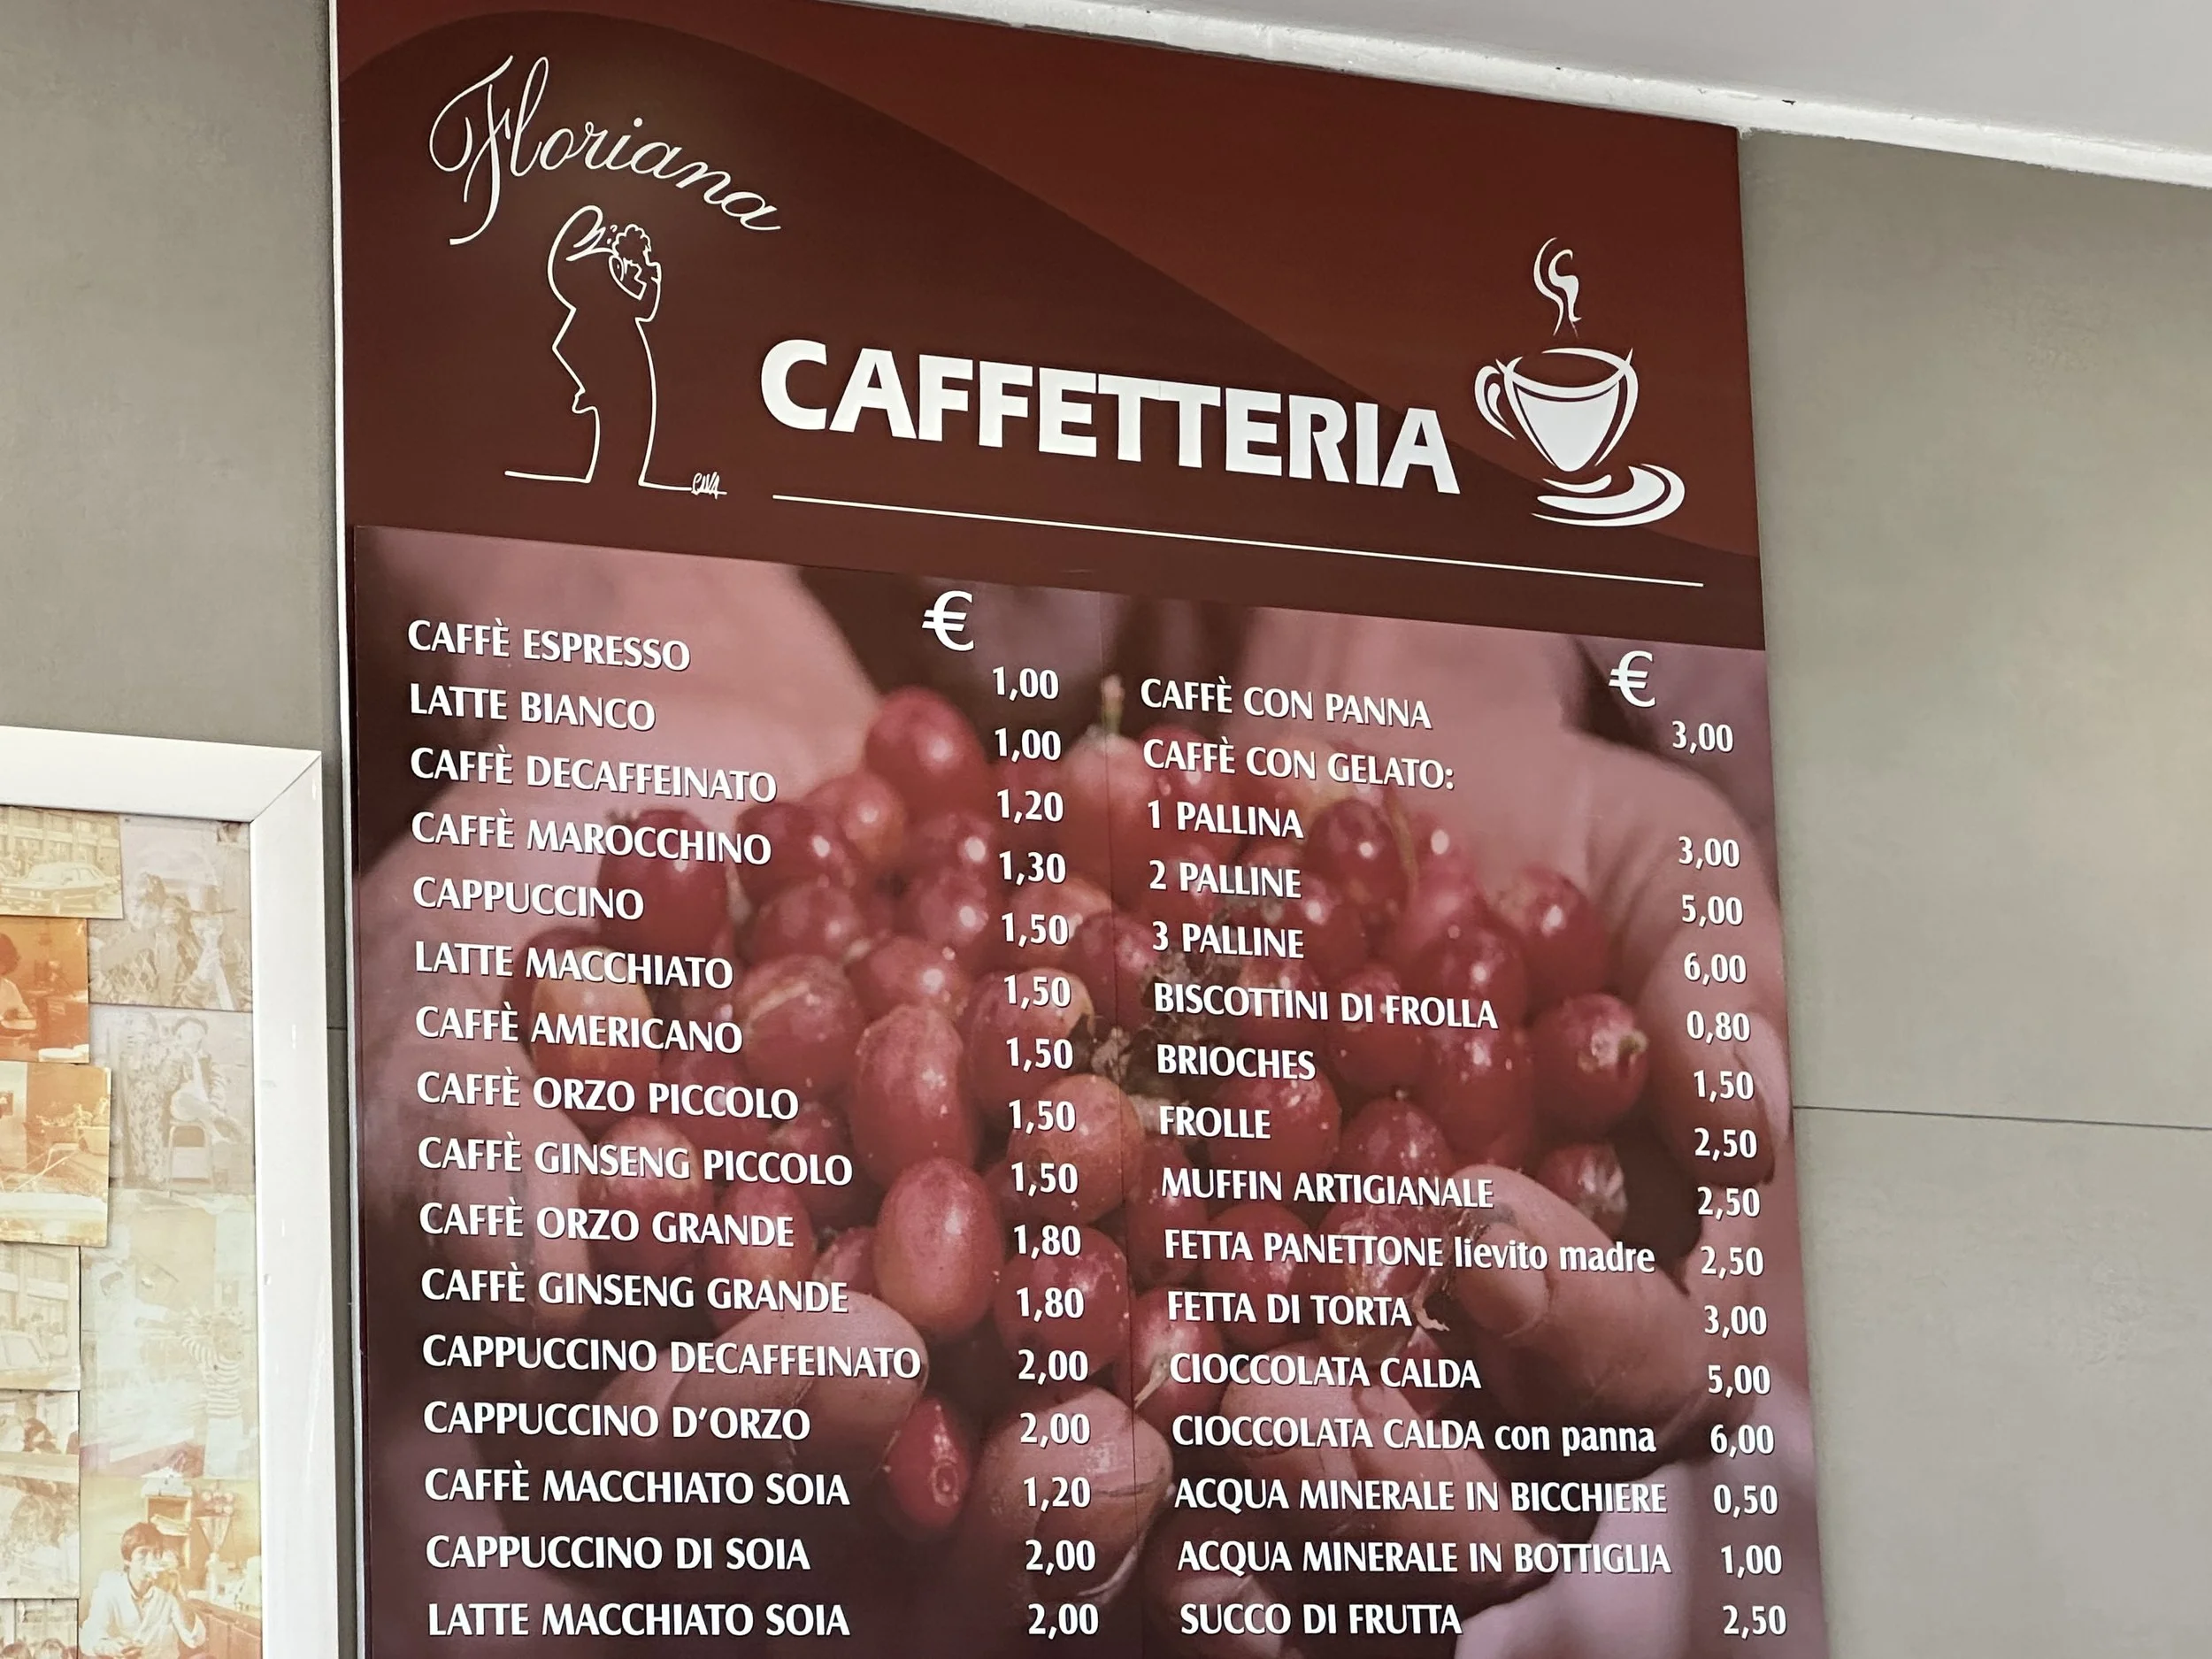 Floriana
CAFFETTERIA
€
CAFFÈ ESPRESSO 1,00
LATTE BIANCO 1,00
CAFFÈ DECAFFEINATO 1,20
CAFFÈ MAROCCHINO 1,30
CAPPUCCINO 1,50
LATTE MACCHIATO 1,50
CAFFÈ AMERICANO 1,50
CAFFÈ ORZO PICCOLO 1,50
CAFFÈ GINSENG PICCOLO 1,50
CAFFÈ ORZO GRANDE 1,80
CAFFÈ GINSENG GRANDE 1,80
CAPPUCCINO DECAFFEINATO 2,00
CAPPUCCINO D'ORZO 2,00
CAFFÈ MACCHIATO SOIA 1,20
CAPPUCCINO DI SOIA 2,00
LATTE MACCHIATO SOIA 2,00
€
CAFFÈ CON PANNA 3,00
CAFFÈ CON GELATO:
1 PALLINA 3,00
2 PALLINE 5,00
3 PALLINE 6,00
BISCOTTINI DI FROLLA 0,80
BRIOCHES 1,50
FROLLE 2,50
MUFFIN ARTIGIANALE 2,50
FETTA PANETTONE lievito madre 2,50
FETTA DI TORTA 3,00
CIOCCOLATA CALDA 5,00
CIOCCOLATA CALDA con panna 6,00
ACQUA MINERALE IN BICCHIERE 0,50
ACQUA MINERALE IN BOTTIGLIA 1,00
SUCCO DI FRUTTA 2,50